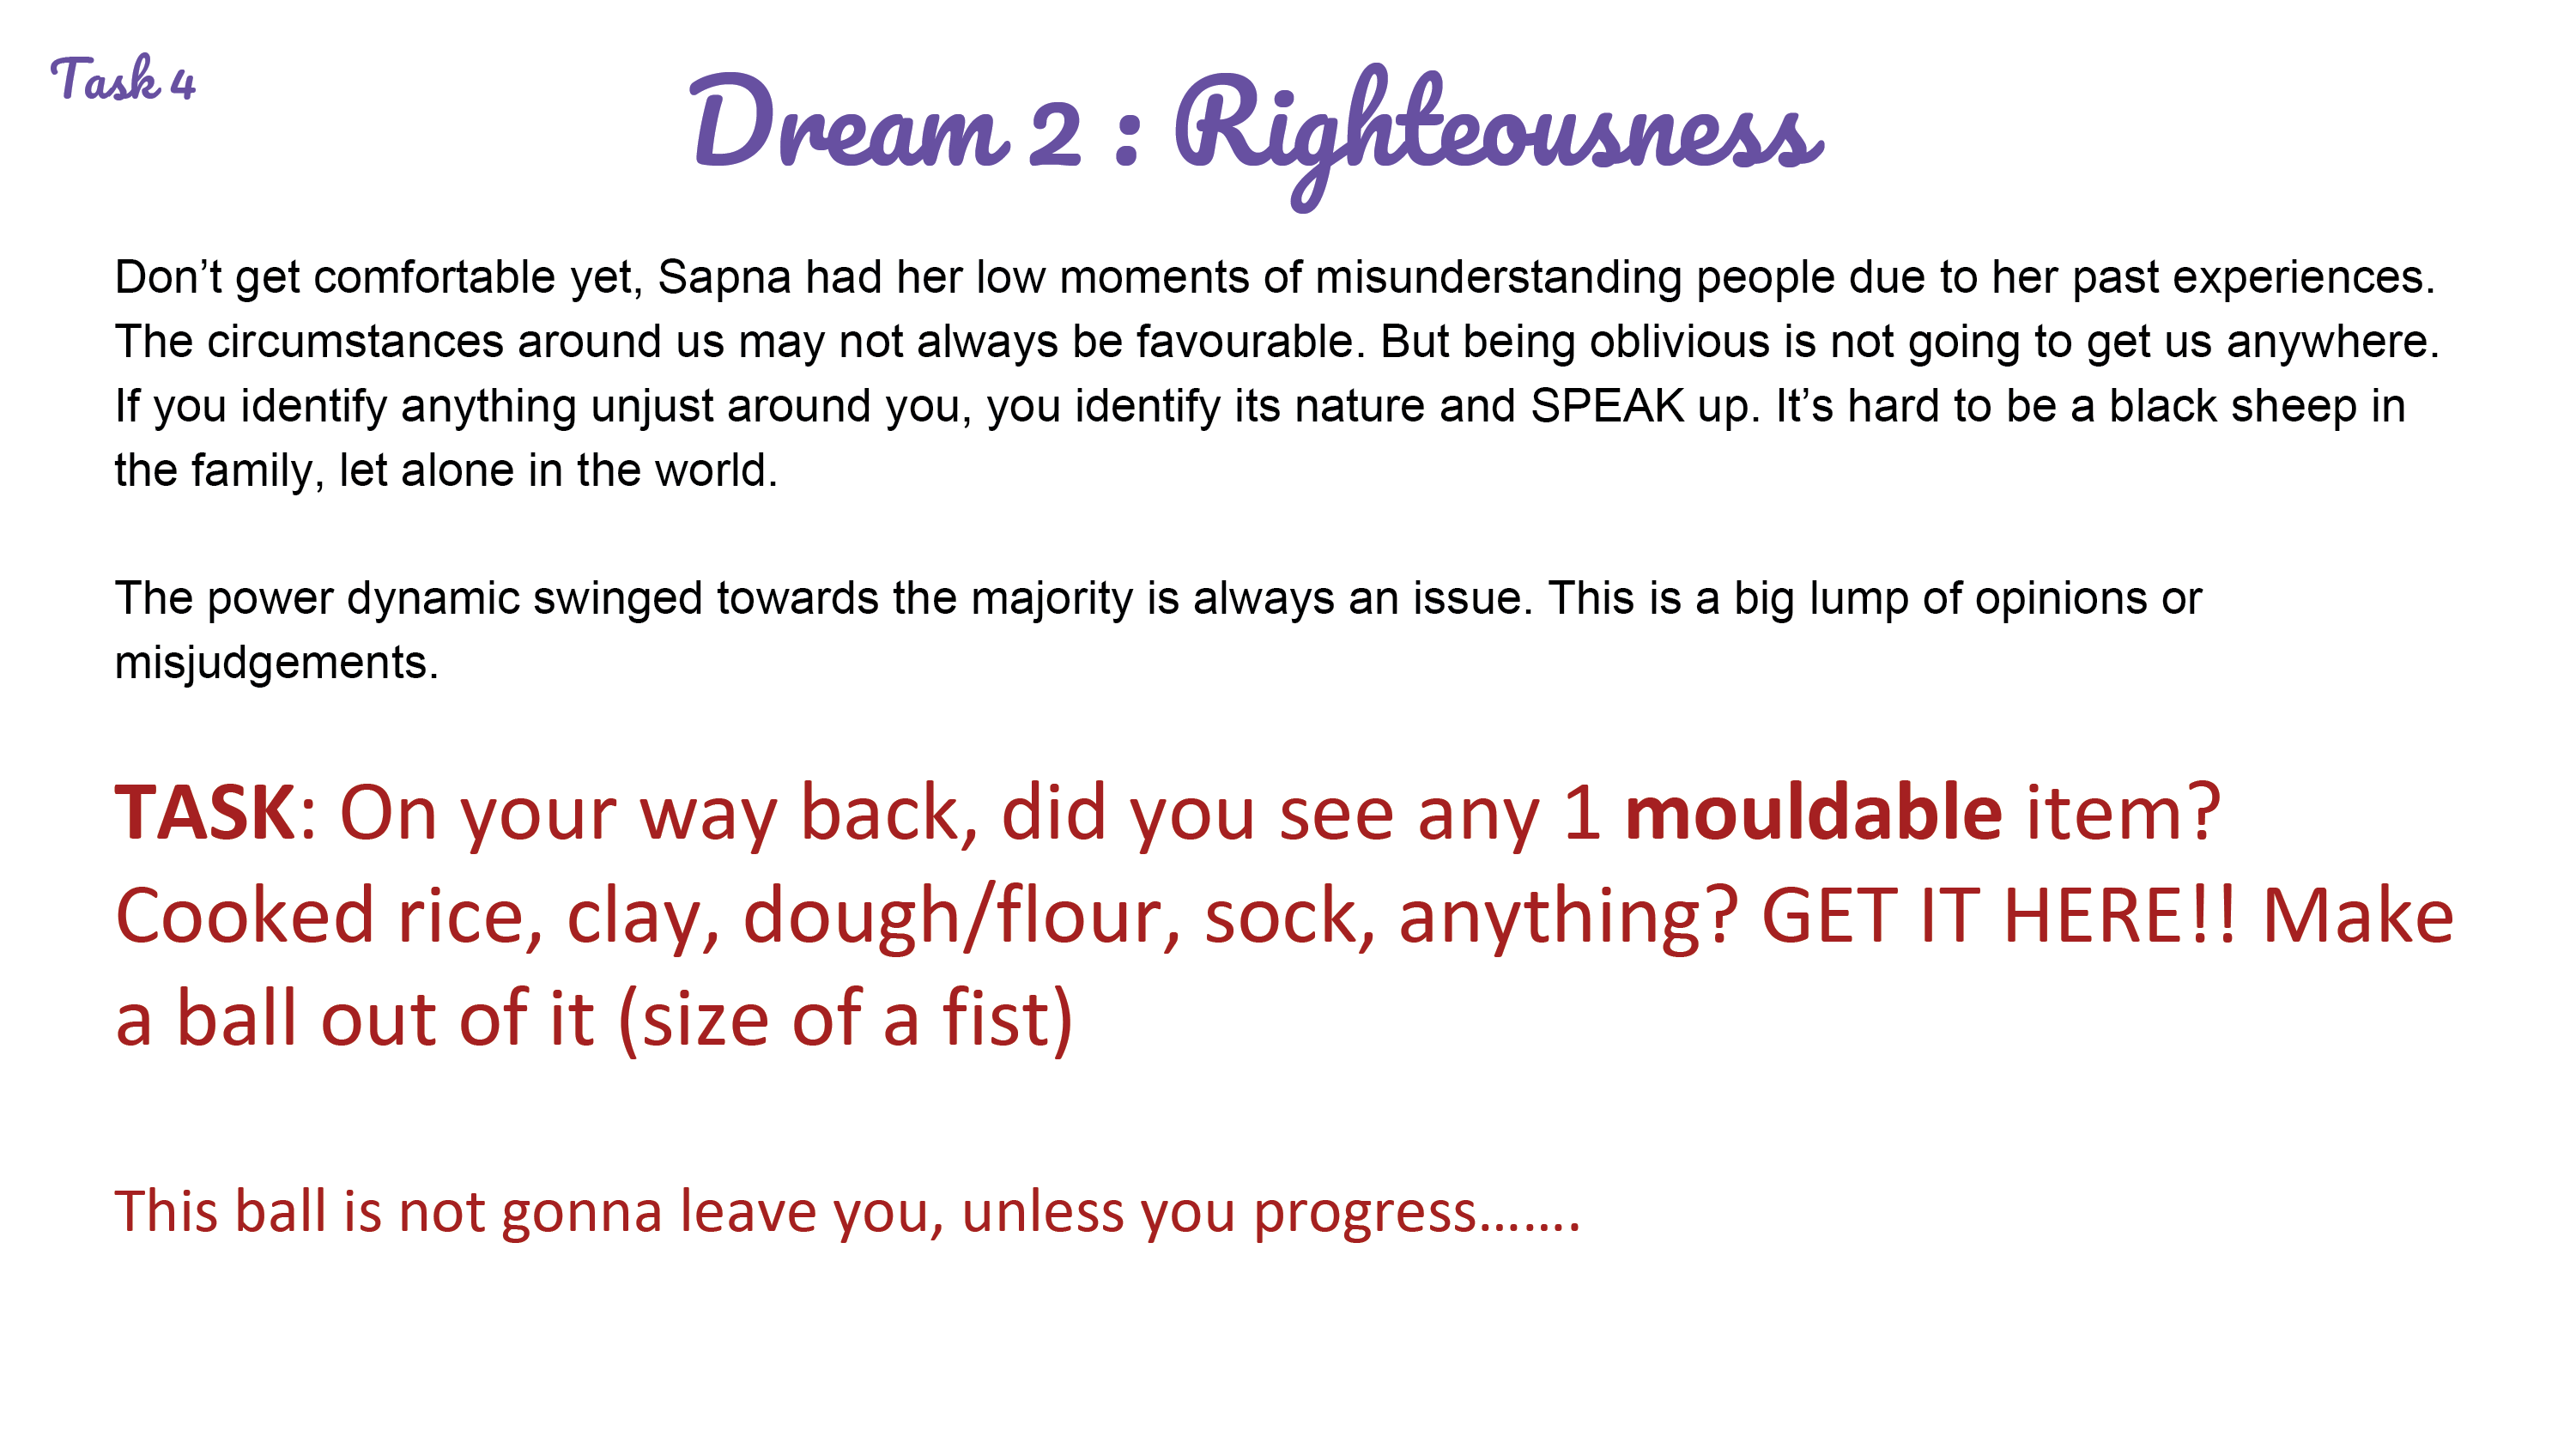 Task 4
Dream 2 : Righteousness
Don’t get comfortable yet, Sapna had her low moments of misunderstanding people due to her past experiences.
The circumstances around us may not always be favourable. But being oblivious is not going to get us anywhere.
If you identify anything unjust around you, you identify its nature and SPEAK up. It’s hard to be a black sheep in
the family, let alone in the world.
The power dynamic swinged towards the majority is always an issue. This is a big lump of opinions or
misjudgements.
TASK: On your way back, did you see any 1 mouldable item?
Cooked rice, clay, dough/flour, sock, anything? GET IT HERE!! Make
a ball out of it (size of a fist)
This ball is not gonna leave you, unless you progress…….